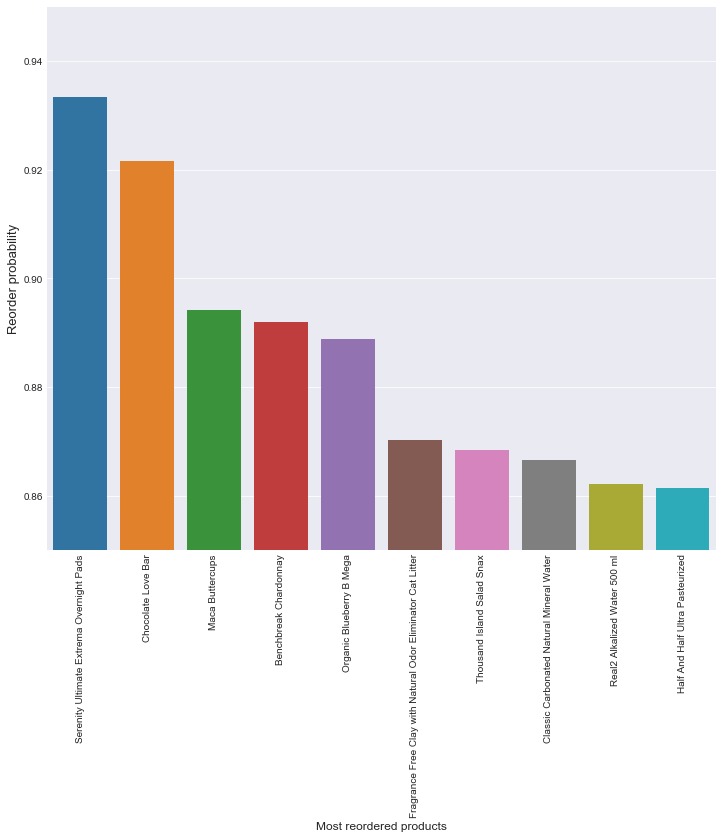 0.94
0.92
0.90
0.88
0.86
Reorder probability
Serenity Ultimate Extrema Overnight Pads
Chocolate Love Bar
Maca Buttercups
Benchbreak Chardonnay
Organic Blueberry B Mega
Fragrance Free Clay with Natural Odor Eliminator Cat Litter
Thousand Island Salad Snax
Classic Carbonated Natural Mineral Water
Real2 Alkalized Water 500 ml
Half And Half Ultra Pasteurized
Most reordered products